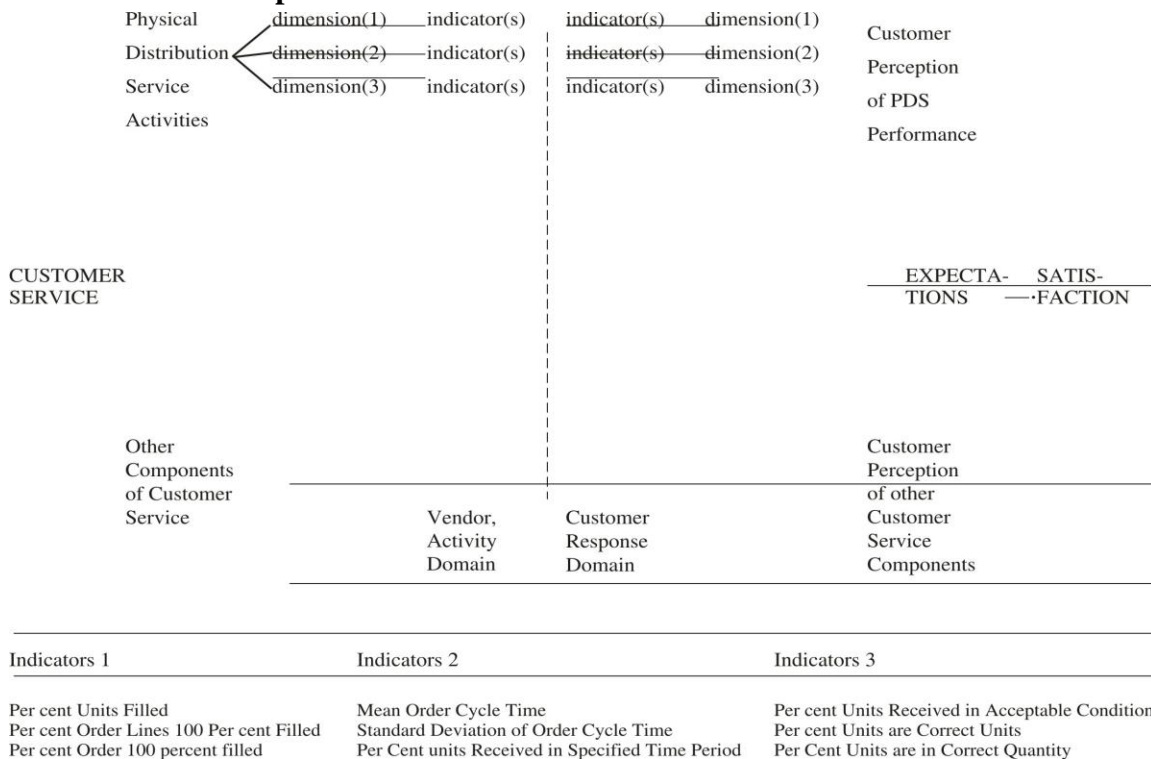 Physical dimension(1) indicator(s) indicator(s) dimension(1)
Customer
Distribution dimension(2) indicator(s) indicator(s) dimension(2)
Perception
Service dimension(3) indicator(s) indicator(s) dimension(3)
of PDS
Activities
Performance
CUSTOMER EXPECTA- SATIS-
SERVICE TIONS —·FACTION
Other Customer
Components Perception
of Customer of other
Service Vendor, Customer Customer
Activity Response Service
Domain Domain Components
Indicators 1 Indicators 2 Indicators 3
Per cent Units Filled Mean Order Cycle Time Per cent Units Received in Acceptable Condition
Per cent Order Lines 100 Per cent Filled Standard Deviation of Order Cycle Time Per cent Units are Correct Units
Per cent Order 100 percent filled Per Cent units Received in Specified Time Period Per Cent Units are in Correct Quantity